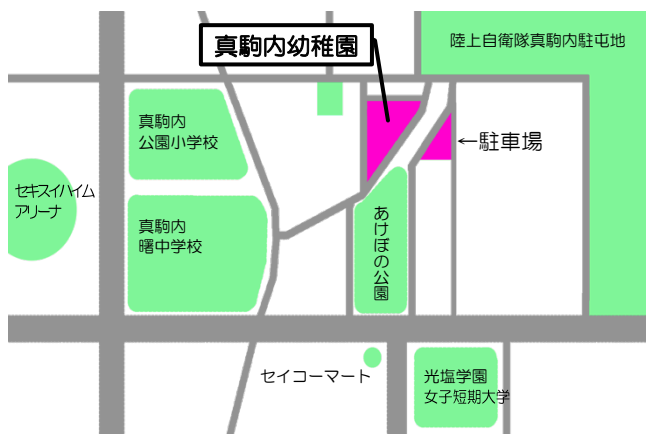 真駒内幼稚園
陸上自衛隊真駒内駐屯地
真駒内
公園小学校
←駐車場
セキスイハイム
アリーナ
真駒内
曙中学校
あけぼの公園
セイコーマート
光塩学園
女子短期大学